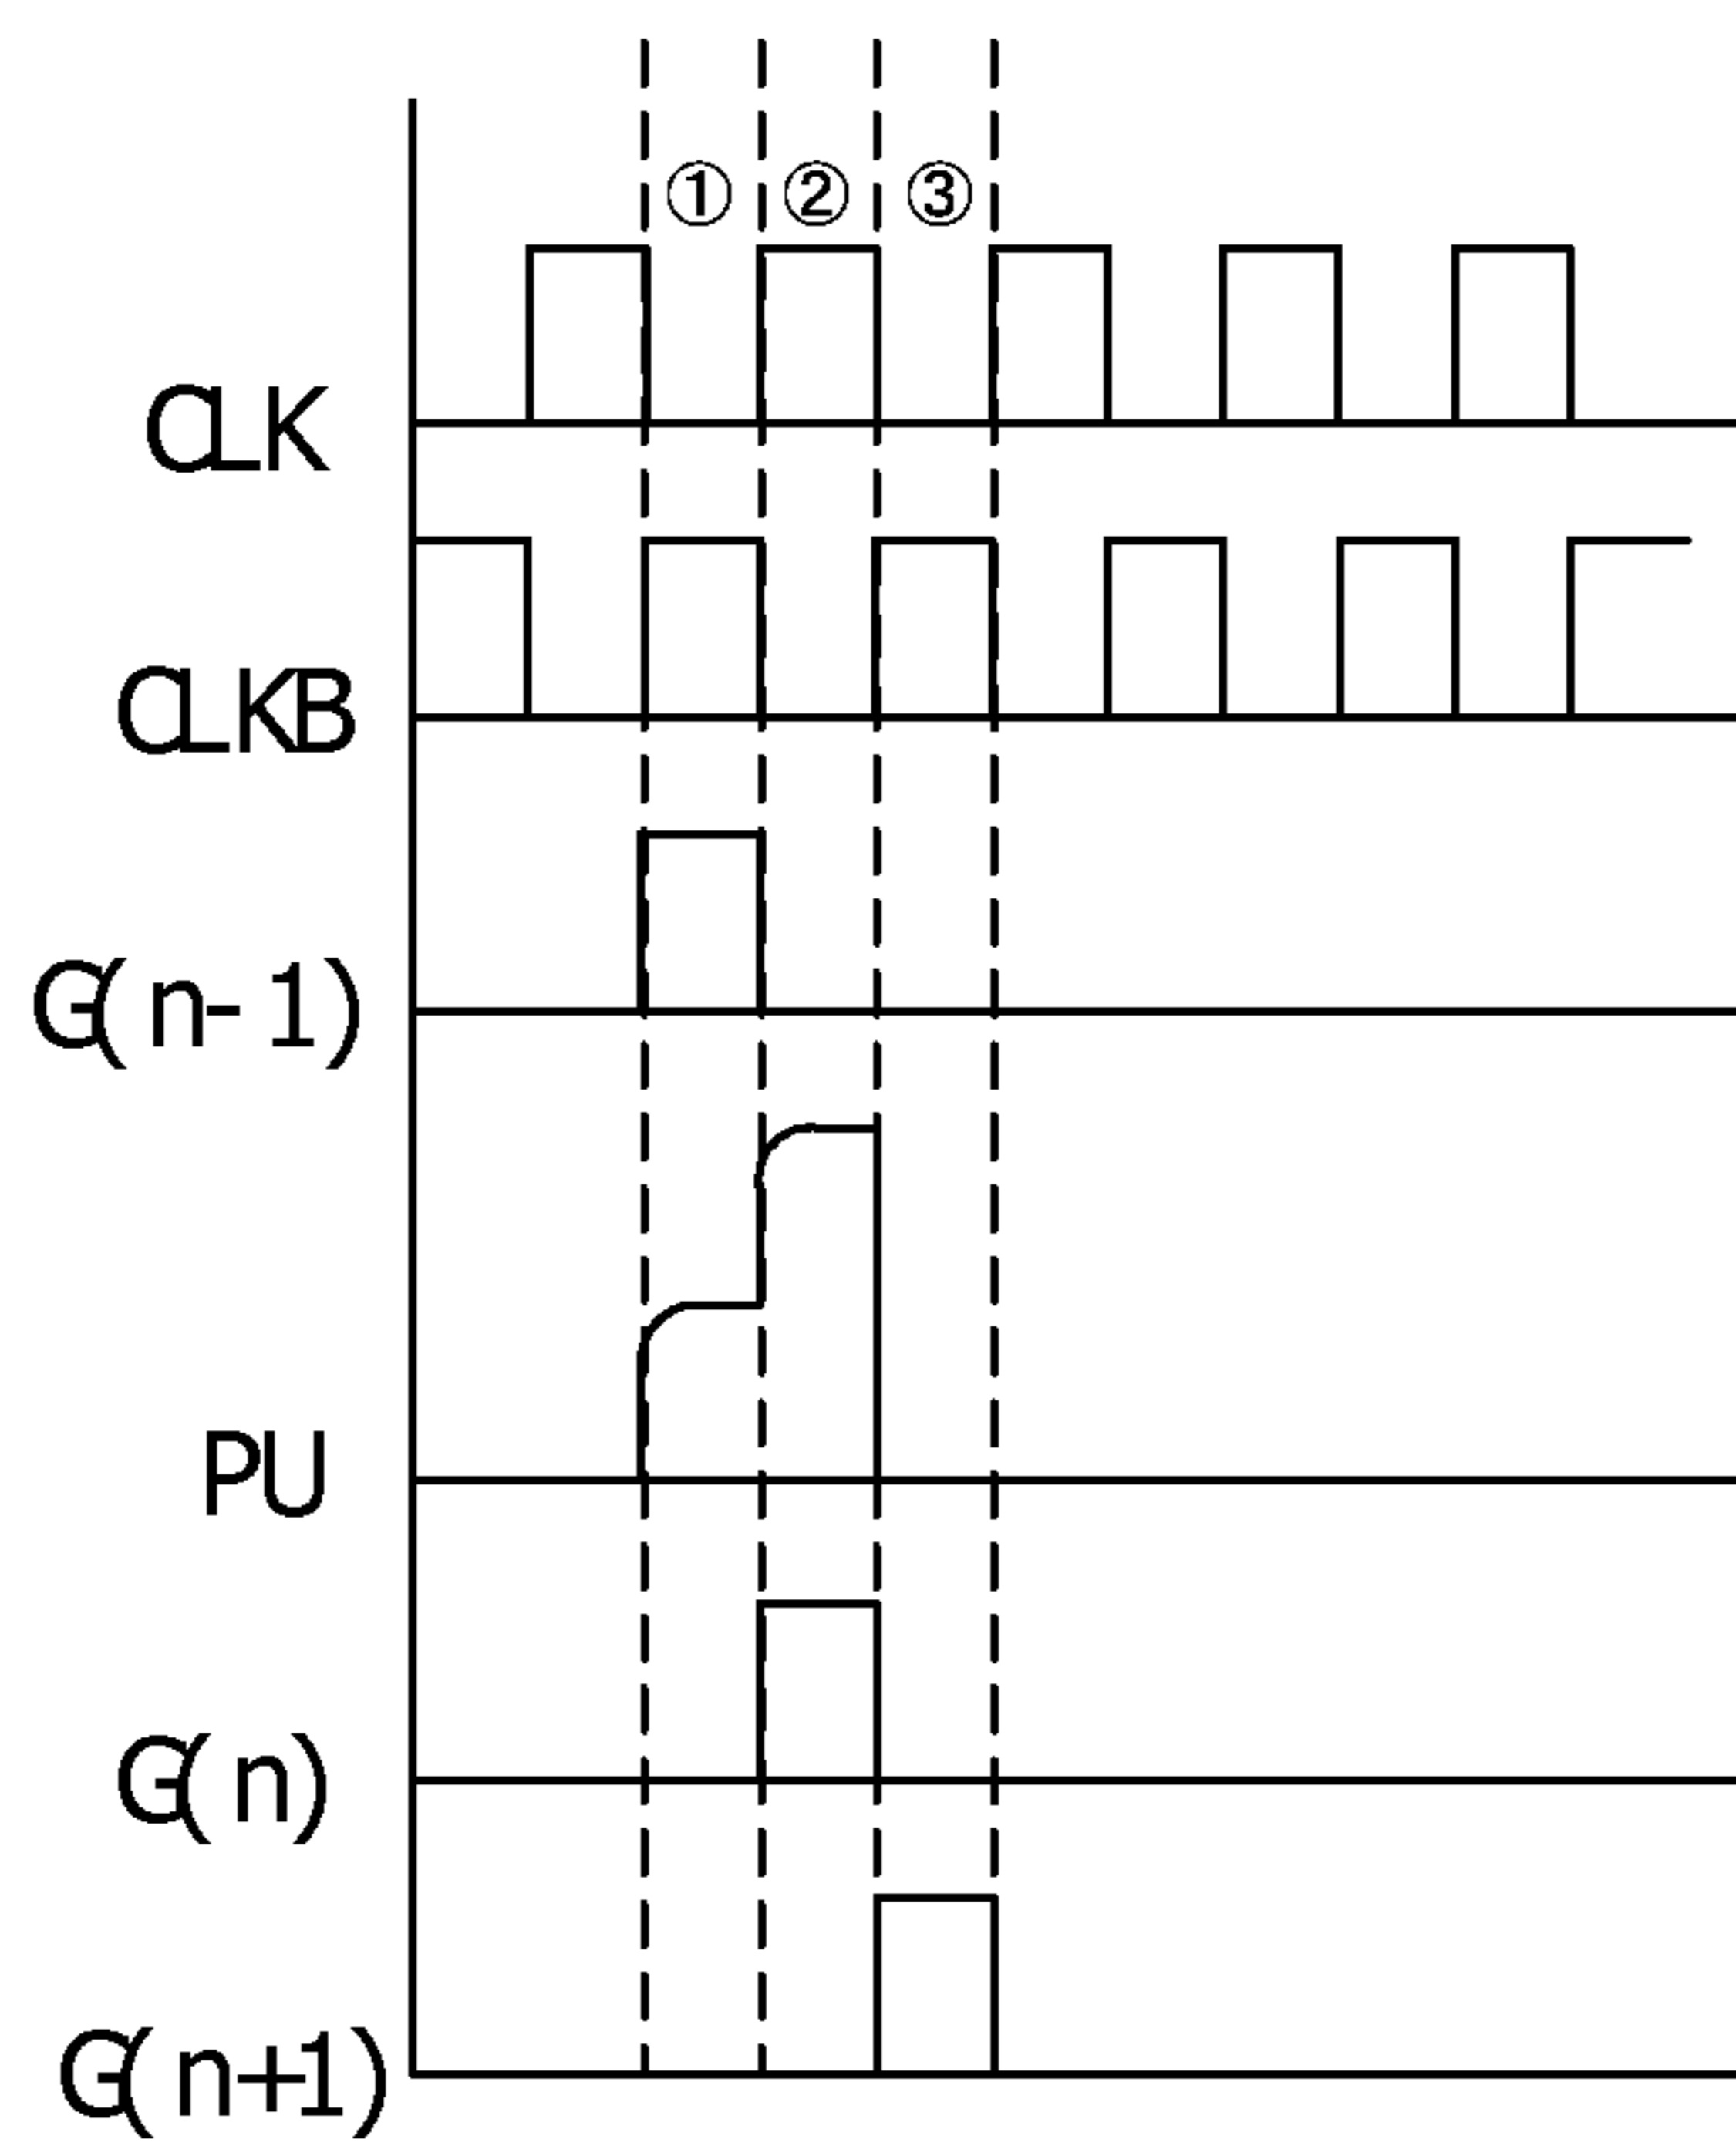 ① ② ③
CLK
CLKB
G(n-1)
PU
G(n)
G(n+1)